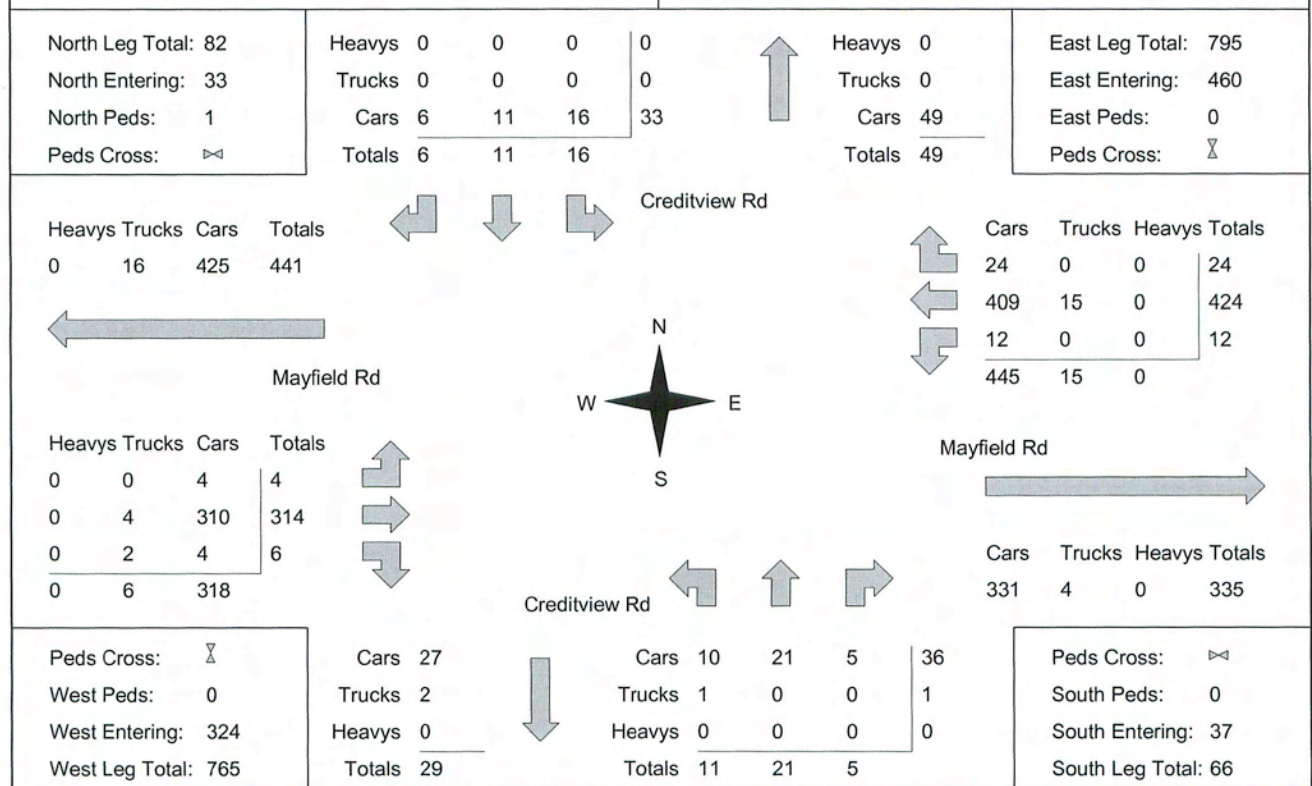 North Leg Total: 82
North Entering: 33
North Peds: 1
Peds Cross:
Heavys 0 0 0 0
Trucks 0 0 0 0
Cars 6 11 16 33
Totals 6 11 16
Heavys 0
Trucks 0
Cars 49
Totals 49
East Leg Total: 795
East Entering: 460
East Peds: 0
Peds Cross:
Creditview Rd
Heavys Trucks Cars Totals
0 16 425 441
Cars Trucks Heavys Totals
24 0 0 24
409 15 0 424
12 0 0 12
445 15 0
Mayfield Rd
N
W E
S
Heavys Trucks Cars Totals
0 0 4 4
0 4 310 314
0 2 4 6
0 6 318
Mayfield Rd
Cars Trucks Heavys Totals
331 4 0 335
Creditview Rd
Peds Cross:
West Peds: 0
West Entering: 324
West Leg Total: 765
Cars 27
Trucks 2
Heavys 0
Totals 29
Cars 10 21 5 36
Trucks 1 0 0 1
Heavys 0 0 0 0
Totals 11 21 5
Peds Cross:
South Peds: 0
South Entering: 37
South Leg Total: 66